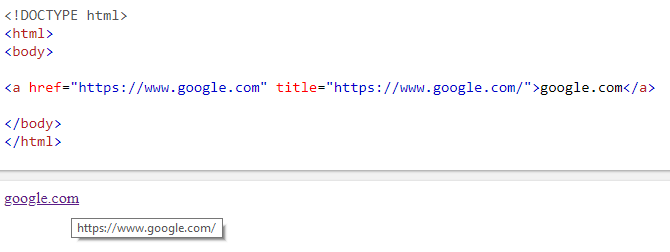 <!DOCTYPE html>
<html>
<body>
<a href="https://www.google.com" title="https://www.google.com/">google.com</a>
</body>
</html>
google.com
https://www.google.com/